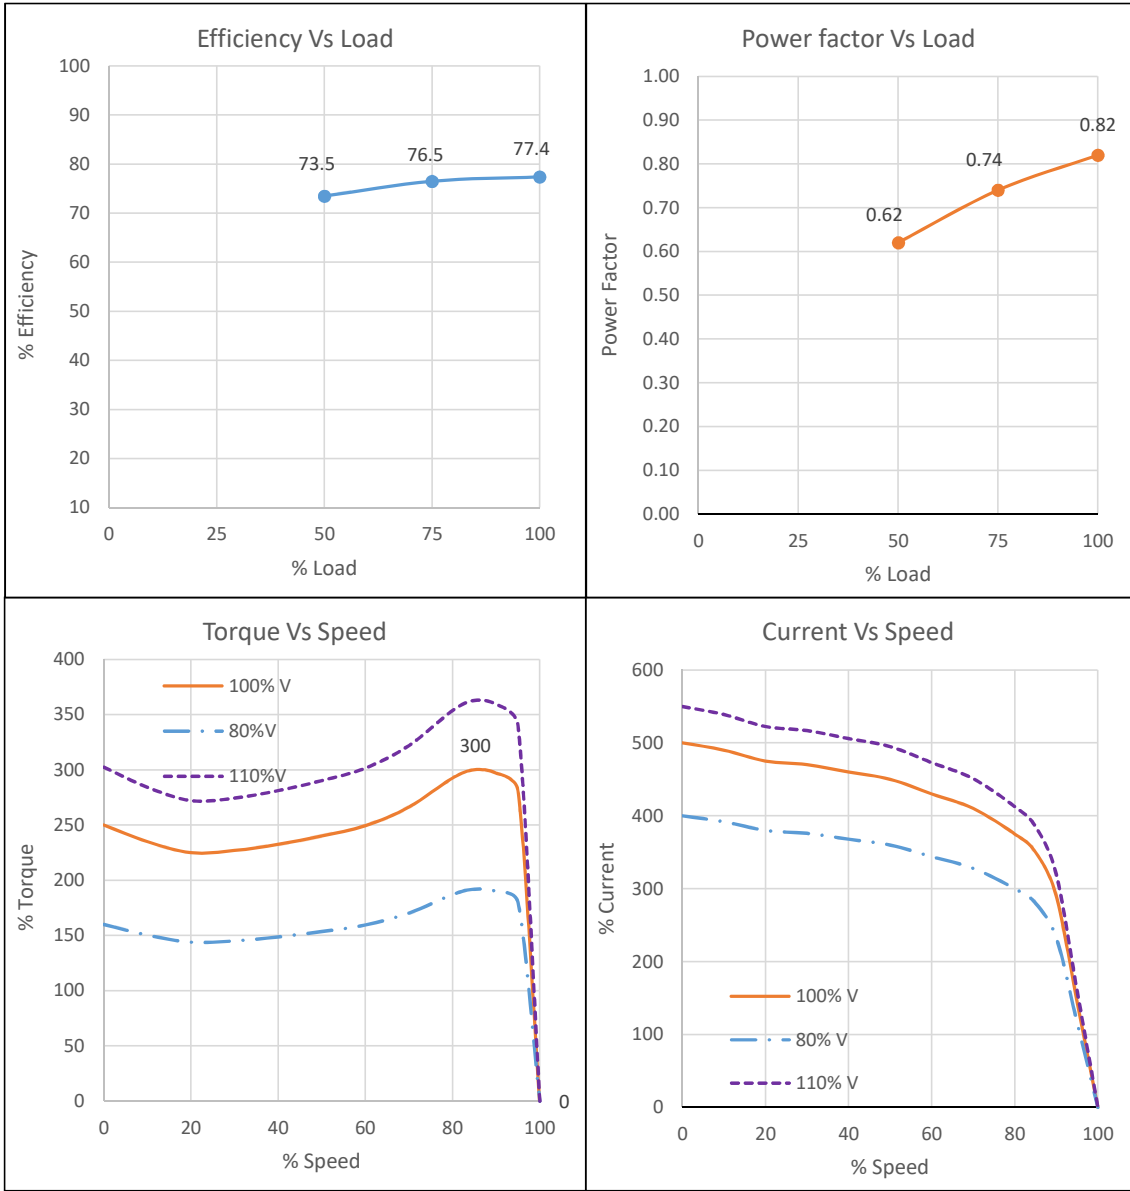 Efficiency Vs Load
100
90
80
70
60
50
40
30
20
10
73.5
76.5
77.4
% Efficiency
0 25 50 75 100
% Load
Power factor Vs Load
1.00
0.90
0.80
0.70
0.60
0.50
0.40
0.30
0.20
0.10
0.00
0.62
0.74
0.82
Power Factor
0 25 50 75 100
% Load
Torque Vs Speed
400
350
300
250
200
150
100
50
0
100% V
80%V
110%V
300
0
% Torque
0 20 40 60 80 100
% Speed
Current Vs Speed
600
500
400
300
200
100
0
100% V
80% V
110% V
% Current
0 20 40 60 80 100
% Speed